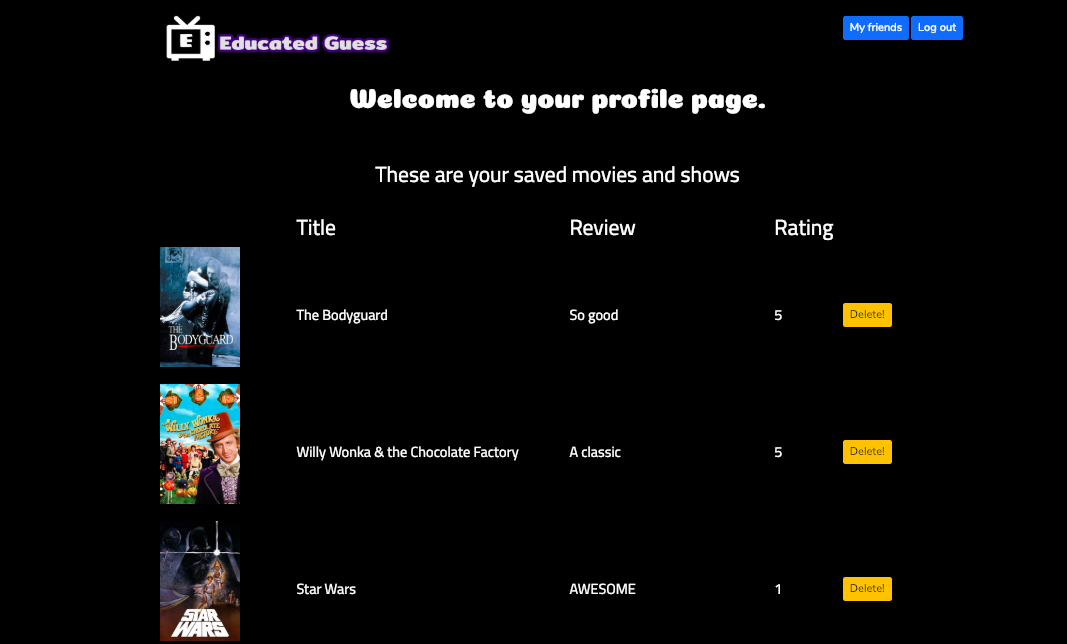 E Educated Guess
My friends Log out
Welcome to your profile page.
These are your saved movies and shows
Title Review Rating
THE
BODYGUARD
The Bodyguard So good 5 Delete!
WILLY WONKA
Willy Wonka & the Chocolate Factory A classic 5 Delete!
Star Wars AWESOME 1 Delete!
STAR
WARS